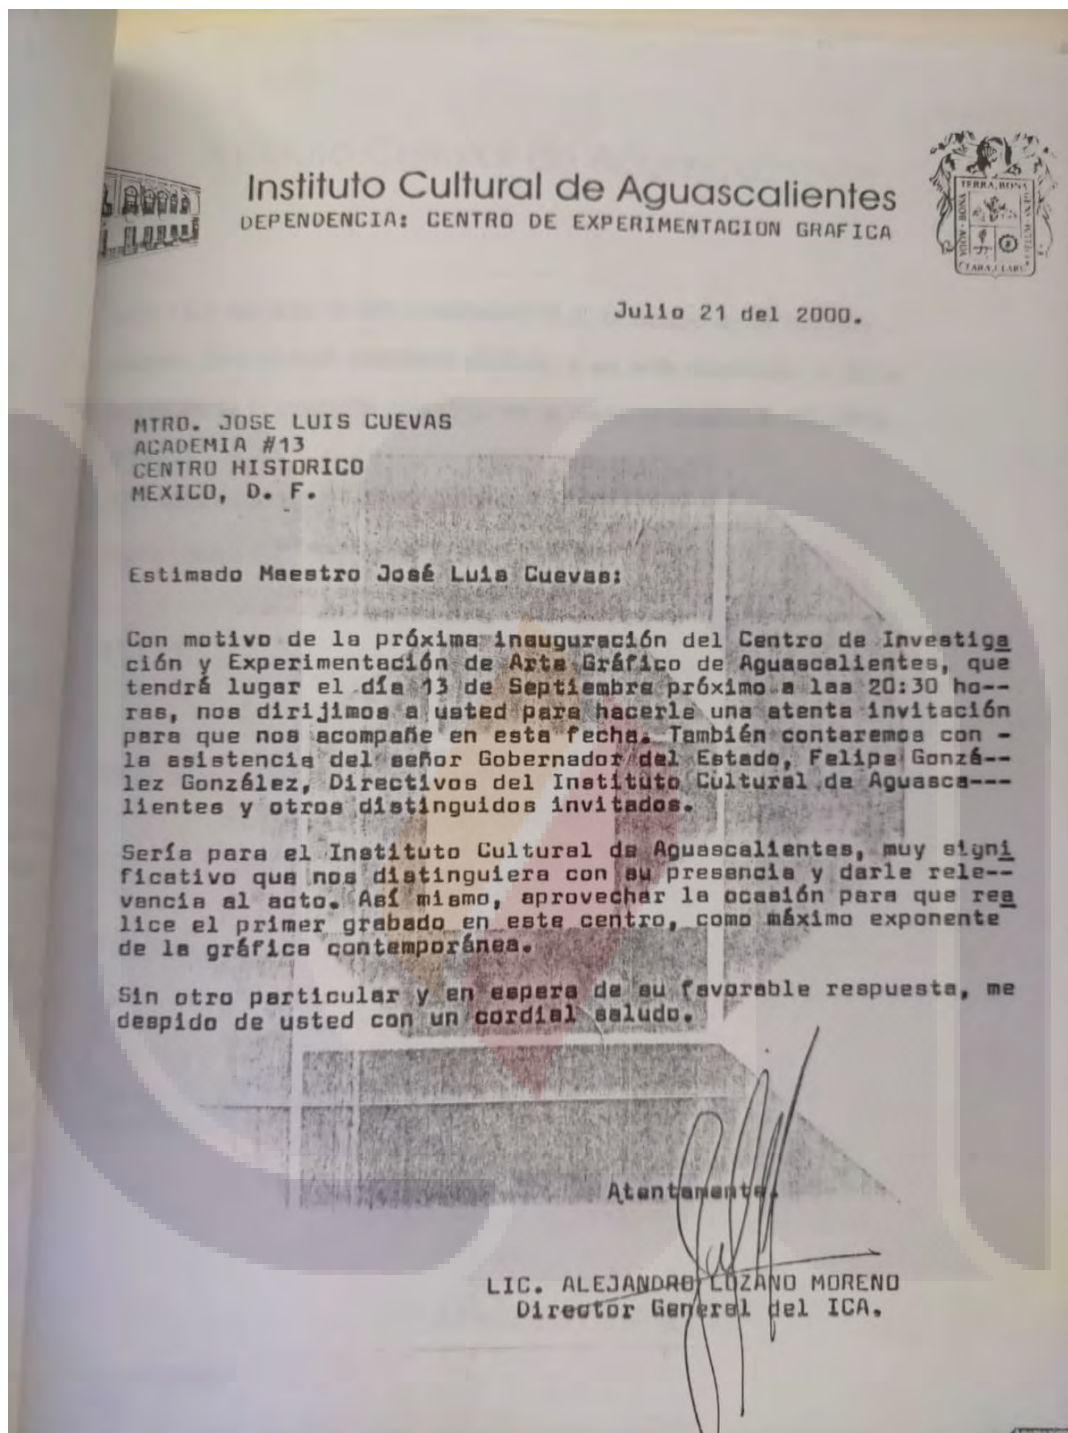 Instituto Cultural de Aguascalientes
DEPENDENCIA: CENTRO DE EXPERIMENTACION GRAFICA
TERRA, BONA
BONA
AQUA
CLARA, CLARV
Julio 21 del 2000.
MTRO. JOSE LUIS CUEVAS
ACADEMIA #13
CENTRO HISTORICO
MEXICO, D. F.
Estimado Maestro José Luis Cuevas:
Con motivo de la próxima inauguración del Centro de Investiga
ción y Experimentación de Arte Gráfico de Aguascalientes, que
tendrá lugar el día 13 de Septiembre próximo a las 20:30 ho--
ras, nos dirijimos a usted para hacerle una atenta invitación
para que nos acompañe en esta fecha. También contaremos con -
la asistencia del señor Gobernador del Estado, Felipe Gonzá--
lez González, Directivos del Instituto Cultural de Aguasca---
lientes y otros distinguidos invitados.
Sería para el Instituto Cultural de Aguascalientes, muy signi
ficativo que nos distinguiera con su presencia y darle rele--
vancia al acto. Así mismo, aprovechar la ocasión para que rea
lice el primer grabado en este centro, como máximo exponente
de la gráfica contemporánea.
Sin otro particular y en espera de su favorable respuesta, me
despido de usted con un cordial saludo.
Atentamente.
LIC. ALEJANDRO LOZANO MORENO
Director General del ICA.